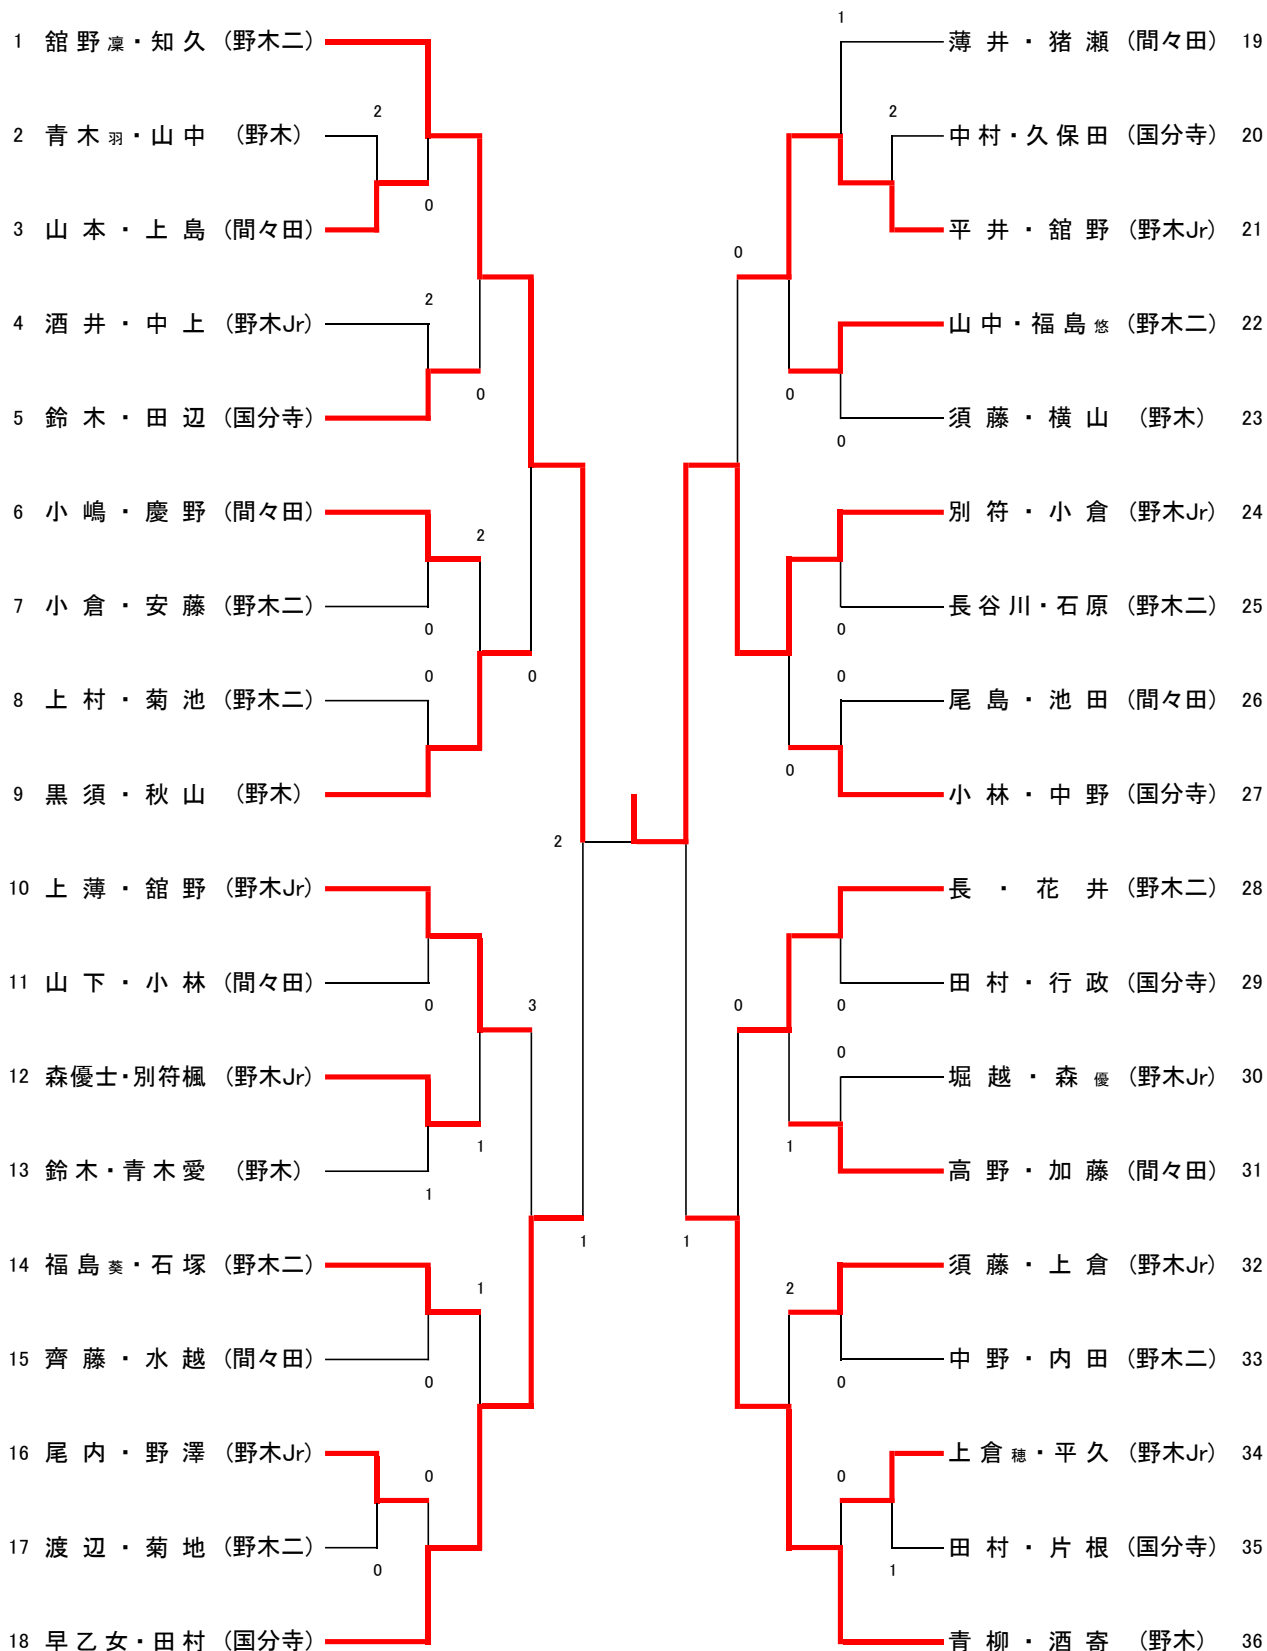 1
1 舘野凜・知久 (野木二)
薄井・猪瀬 (間々田) 19
2
2
2 青木羽・山中 (野木)
中村・久保田 (国分寺) 20
0
3 山本・上島 (間々田)
平井・舘野 (野木Jr) 21
0
2
4 酒井・中上 (野木Jr)
山中・福島悠 (野木二) 22
0
0
5 鈴木・田辺 (国分寺)
須藤・横山 (野木) 23
0
6 小嶋・慶野 (間々田)
別符・小倉 (野木Jr) 24
2
7 小倉・安藤 (野木二)
長谷川・石原 (野木二) 25
0
0
0
0
0
8 上村・菊池 (野木二)
尾島・池田 (間々田) 26
0
9 黒須・秋山 (野木)
小林・中野 (国分寺) 27
2
10 上薄・舘野 (野木Jr)
長・花井 (野木二) 28
11 山下・小林 (間々田)
田村・行政 (国分寺) 29
0
3
0
0
0
12 森優士・別符楓 (野木Jr)
堀越・森優 (野木Jr) 30
1
1
13 鈴木・青木愛 (野木)
高野・加藤 (間々田) 31
1
1
1
14 福島葵・石塚 (野木二)
須藤・上倉 (野木Jr) 32
1
2
15 齊藤・水越 (間々田)
中野・内田 (野木二) 33
0
0
16 尾内・野澤 (野木Jr)
上倉穂・平久 (野木Jr) 34
0
0
17 渡辺・菊地 (野木二)
田村・片根 (国分寺) 35
0
1
18 早乙女・田村 (国分寺)
青柳・酒寄 (野木) 36